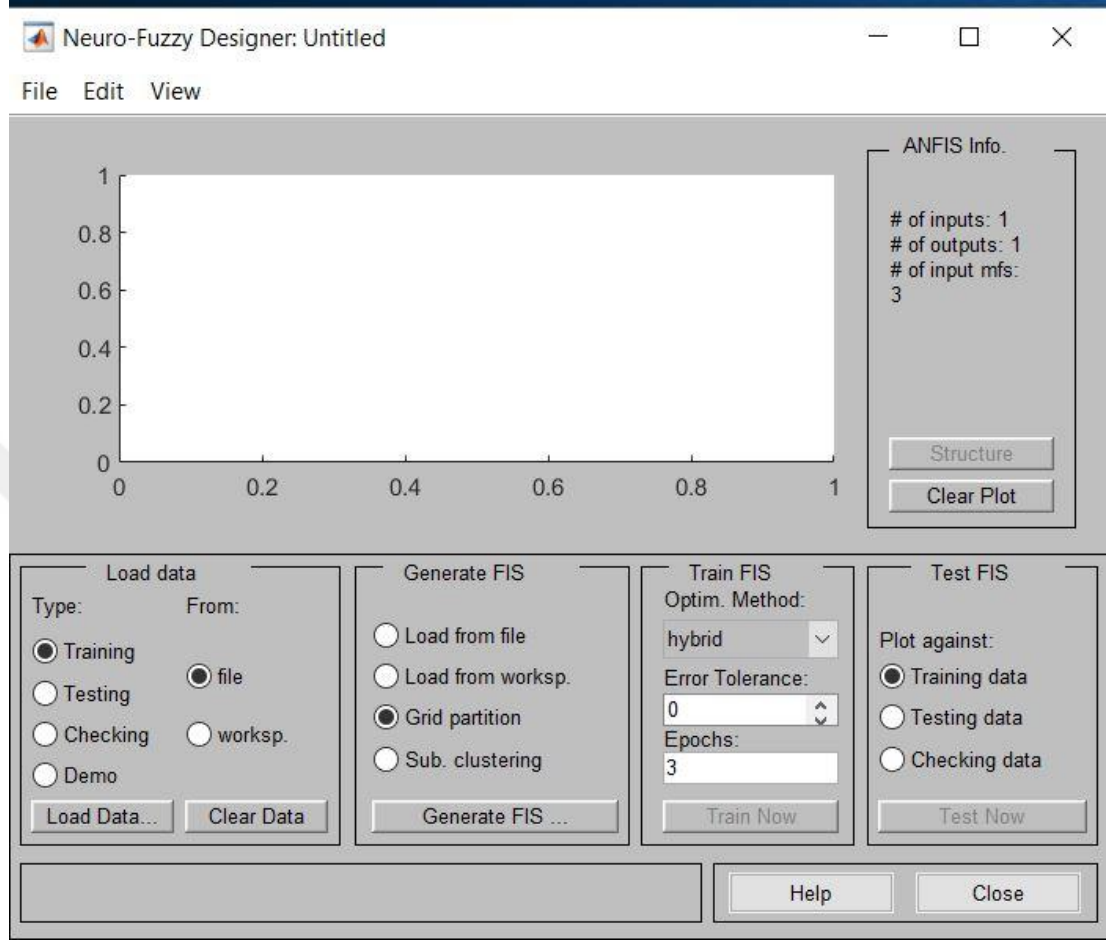 Neuro-Fuzzy Designer: Untitled
File Edit View
1
0.8
0.6
0.4
0.2
0
0 0.2 0.4 0.6 0.8 1
ANFIS Info.
# of inputs: 1
# of outputs: 1
# of input mfs:
3
Structure
Clear Plot
Load data
Type: From:
Training
file
Testing
Checking
worksp.
Demo
Load Data... Clear Data
Generate FIS
Load from file
Load from worksp.
Grid partition
Sub. clustering
Generate FIS ...
Train FIS
Optim. Method:
hybrid
Error Tolerance:
0
Epochs:
3
Train Now
Test FIS
Plot against:
Training data
Testing data
Checking data
Test Now
Help Close